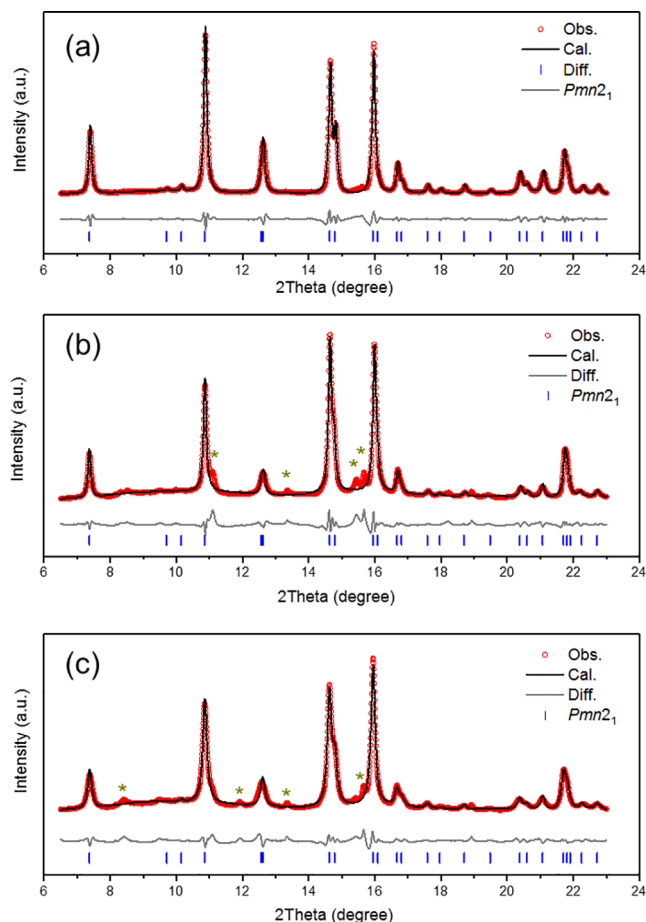 (a)
Obs.
Cal.
Diff.
Pmn2₁
Intensity (a.u.)
6 8 10 12 14 16 18 20 22 24
2Theta (degree)
(b)
*
*
*
*
Obs.
Cal.
Diff.
Pmn2₁
Intensity (a.u.)
6 8 10 12 14 16 18 20 22 24
2Theta (degree)
(c)
*
*
*
*
Obs.
Cal.
Diff.
Pmn2₁
Intensity (a.u.)
6 8 10 12 14 16 18 20 22 24
2Theta (degree)